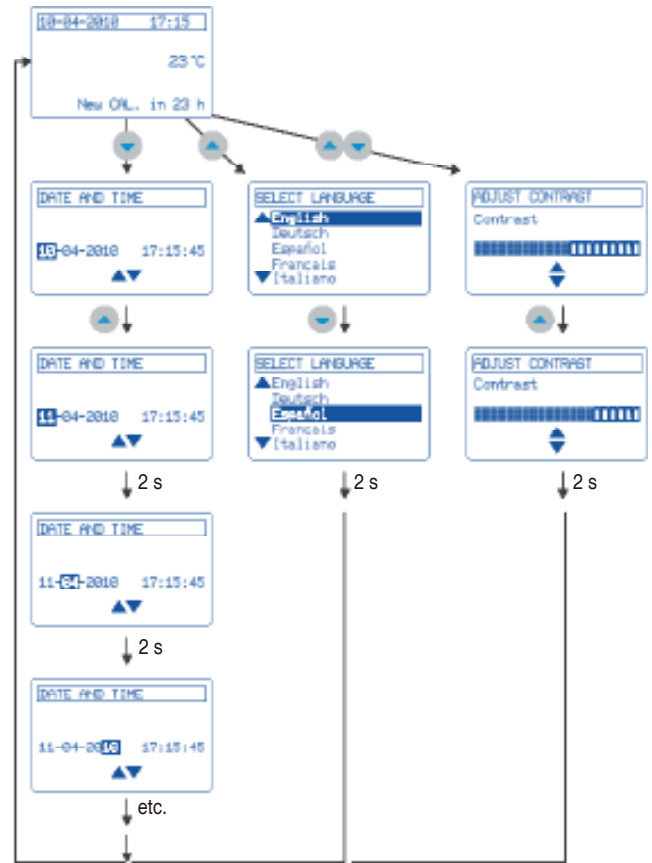 10-04-2010 17:15
23 °C
New CAL. in 23 h
DATE AND TIME
10-04-2010 17:15:45
SELECT LANGUAGE
English
Deutsch
Español
Francais
Italiano
ADJUST CONTRAST
Contrast
DATE AND TIME
11-04-2010 17:15:45
SELECT LANGUAGE
English
Deutsch
Español
Francais
Italiano
ADJUST CONTRAST
Contrast
2 s
2 s
2 s
DATE AND TIME
11-04-2010 17:15:45
2 s
DATE AND TIME
11-04-2010 17:15:45
etc.